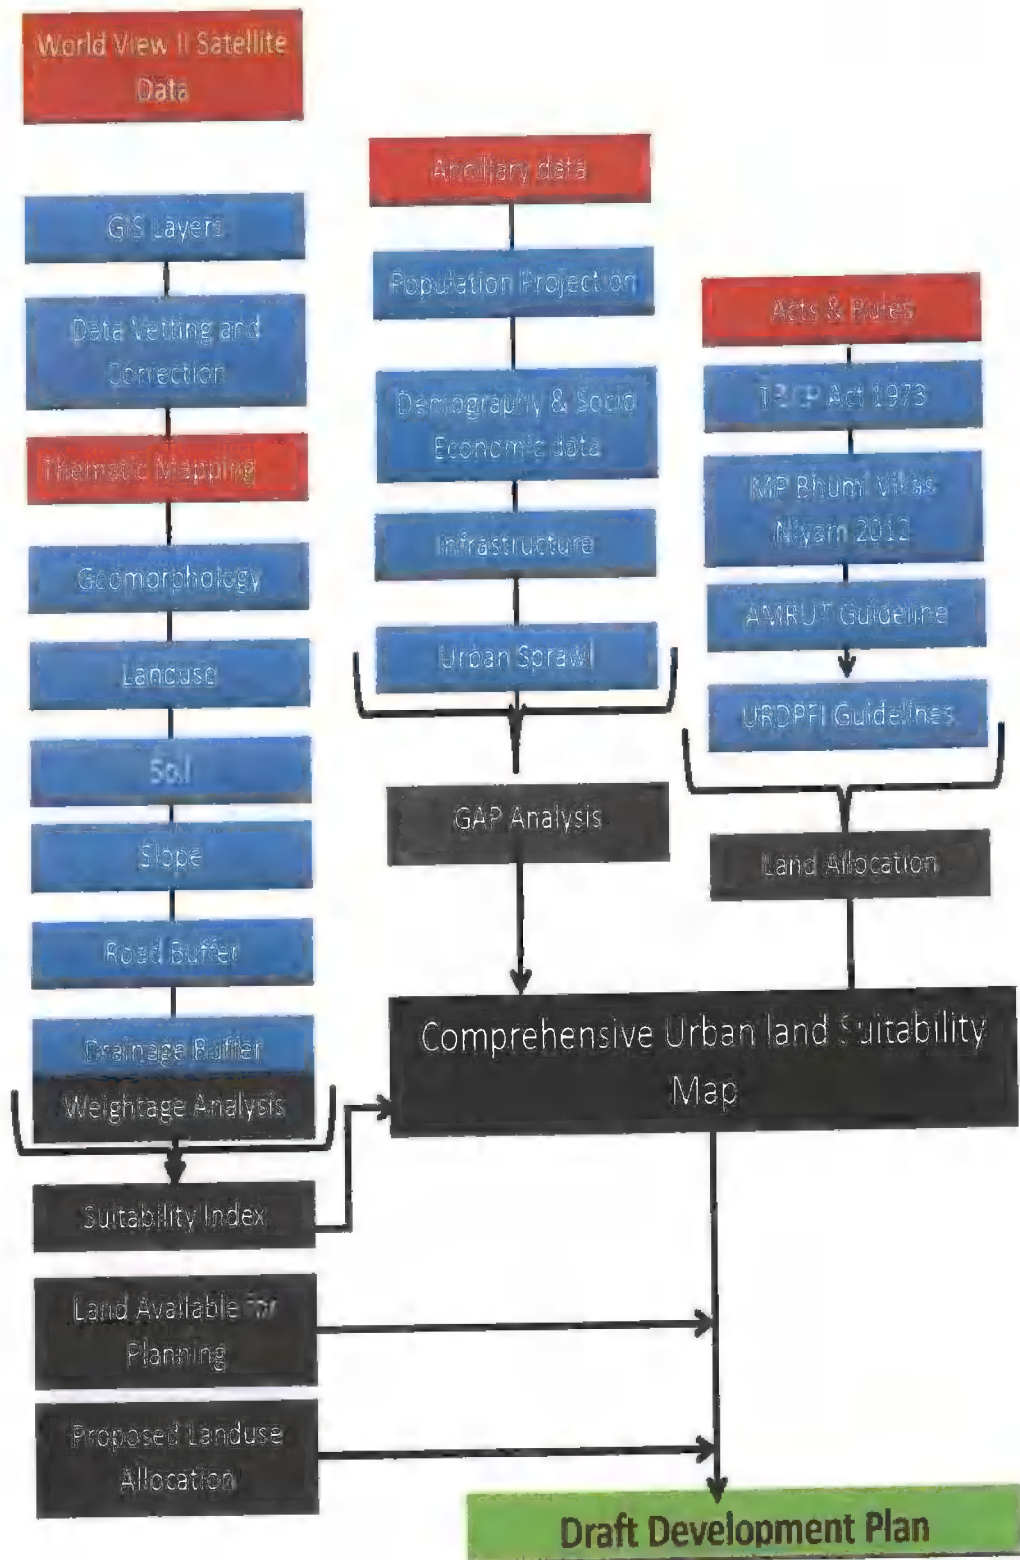 World View II Satellite
Data
GIS Layers
Data Vetting and
Correction
Thematic Mapping
Geomorphology
Landuse
Soil
Slope
Road Buffer
Drainage Buffer
Weightage Analysis
Suitability Index
Land Available for
Planning
Proposed Landuse
Allocation
Ancillary data
Population Projection
Demography & Socio
Economic data
Infrastructure
Urban Sprawl
GAP Analysis
Acts & Rules
T&CP Act 1973
MP Bhumi Vikas
Niyam 2012
AMRUT Guideline
URDPFI Guidelines
Land Allocation
Comprehensive Urban land Suitability
Map
Draft Development Plan